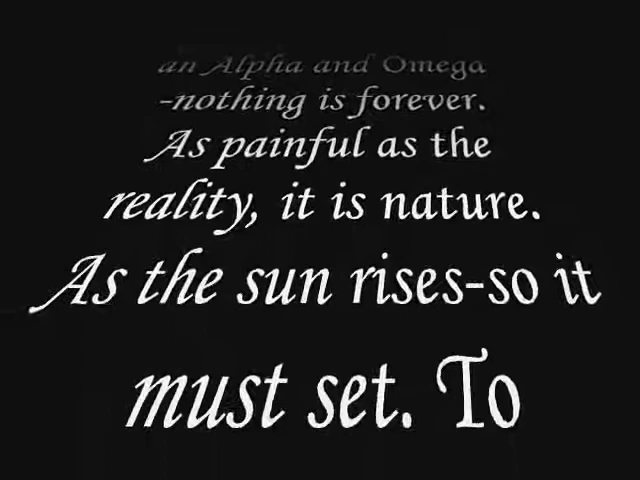 an Alpha and Omega
-nothing is forever.
As painful as the
reality, it is nature.
As the sun rises-so it
must set. To